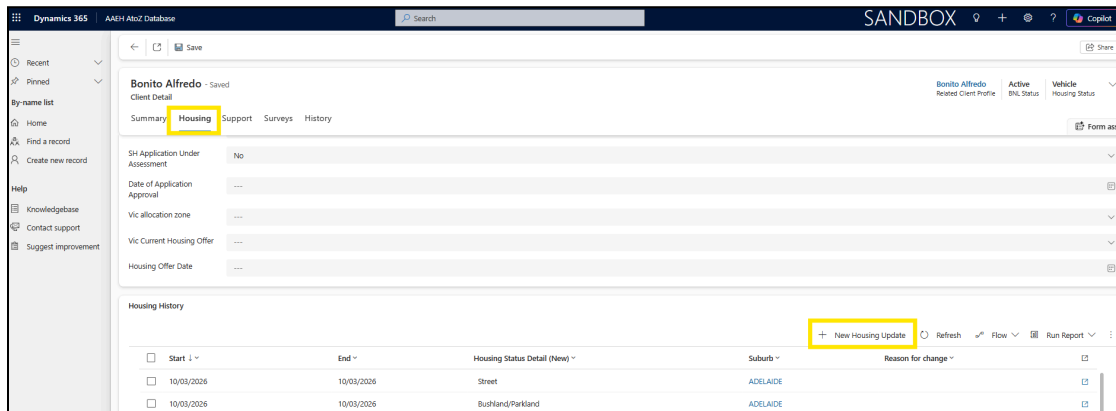 Dynamics 365 AAEH AtoZ Database Search SANDBOX Copilot
Save Share
Recent
Pinned
By-name list
Home
Find a record
Create new record
Help
Knowledgebase
Contact support
Suggest improvement
Bonito Alfredo - Saved
Client Detail
Bonito Alfredo Active Vehicle
Related Client Profile BNL Status Housing Status
Summary Housing Support Surveys History
Form ass
SH Application Under Assessment No
Date of Application Approval ---
Vic allocation zone ---
Vic Current Housing Offer ---
Housing Offer Date ---
Housing History
+ New Housing Update Refresh Flow Run Report
Start ↓ End Housing Status Detail (New) Suburb Reason for change
10/03/2026 10/03/2026 Street ADELAIDE
10/03/2026 10/03/2026 Bushland/Parkland ADELAIDE